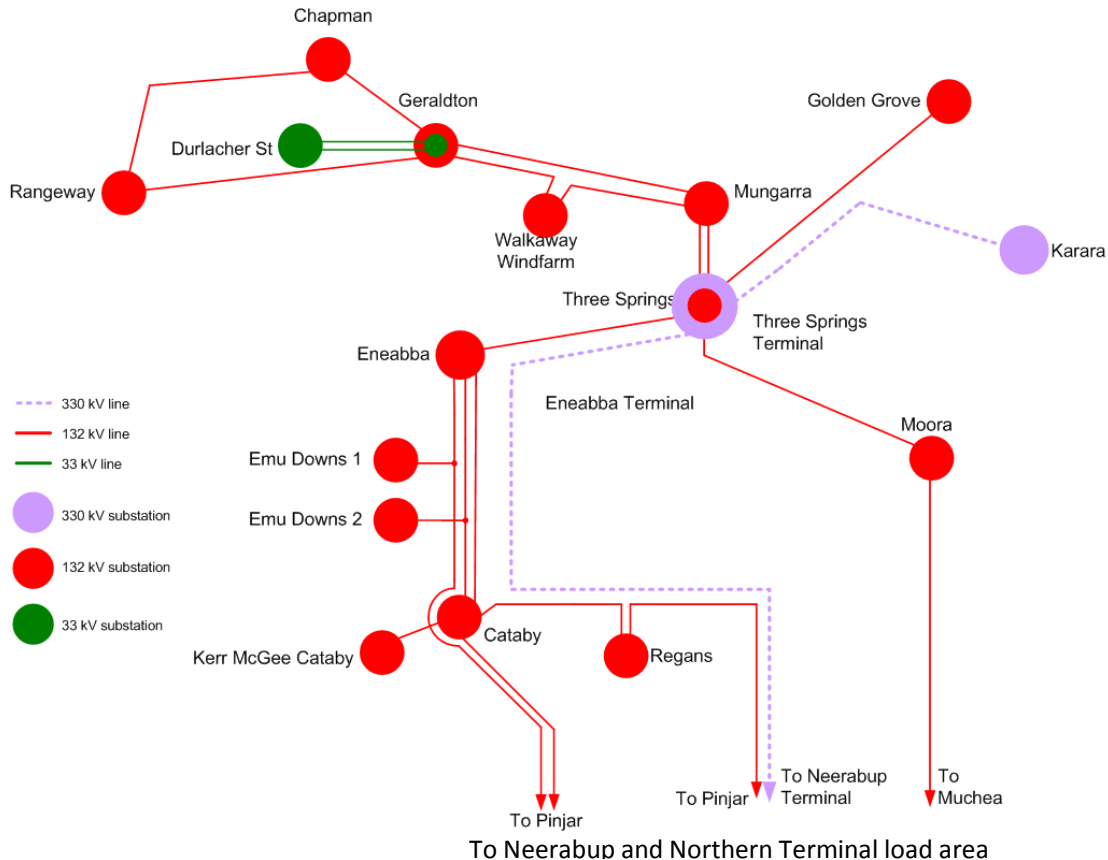 Chapman
Geraldton
Golden Grove
Durlacher St
Rangeway
Mungarra
Walkaway
Windfarm
Karara
Three Springs
Three Springs
Terminal
Eneabba
Eneabba Terminal
Moora
330 kV line
132 kV line
33 kV line
330 kV substation
132 kV substation
33 kV substation
Emu Downs 1
Emu Downs 2
Cataby
Kerr McGee Cataby
Regans
To Pinjar
To Pinjar
To Neerabup
Terminal
To
Muchea
To Neerabup and Northern Terminal load area